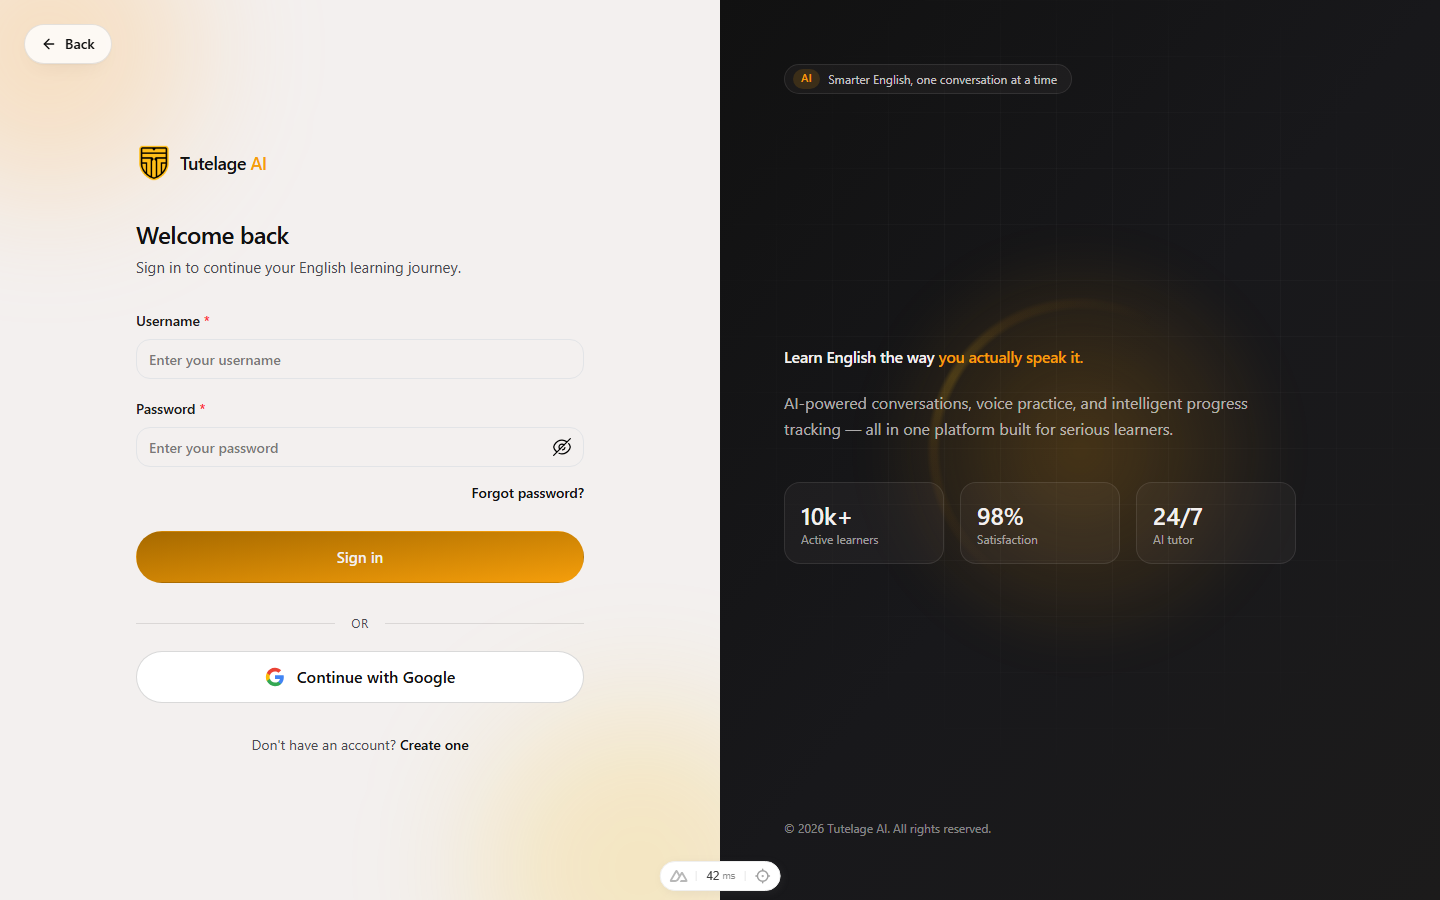 Back
Tutelage AI
Welcome back
Sign in to continue your English learning journey.
Username *
Enter your username
Password *
Enter your password
Forgot password?
Sign in
OR
Continue with Google
Don't have an account? Create one
AI Smarter English, one conversation at a time
Learn English the way you actually speak it.
AI-powered conversations, voice practice, and intelligent progress
tracking — all in one platform built for serious learners.
10k+
Active learners
98%
Satisfaction
24/7
AI tutor
© 2026 Tutelage AI. All rights reserved.
42 ms